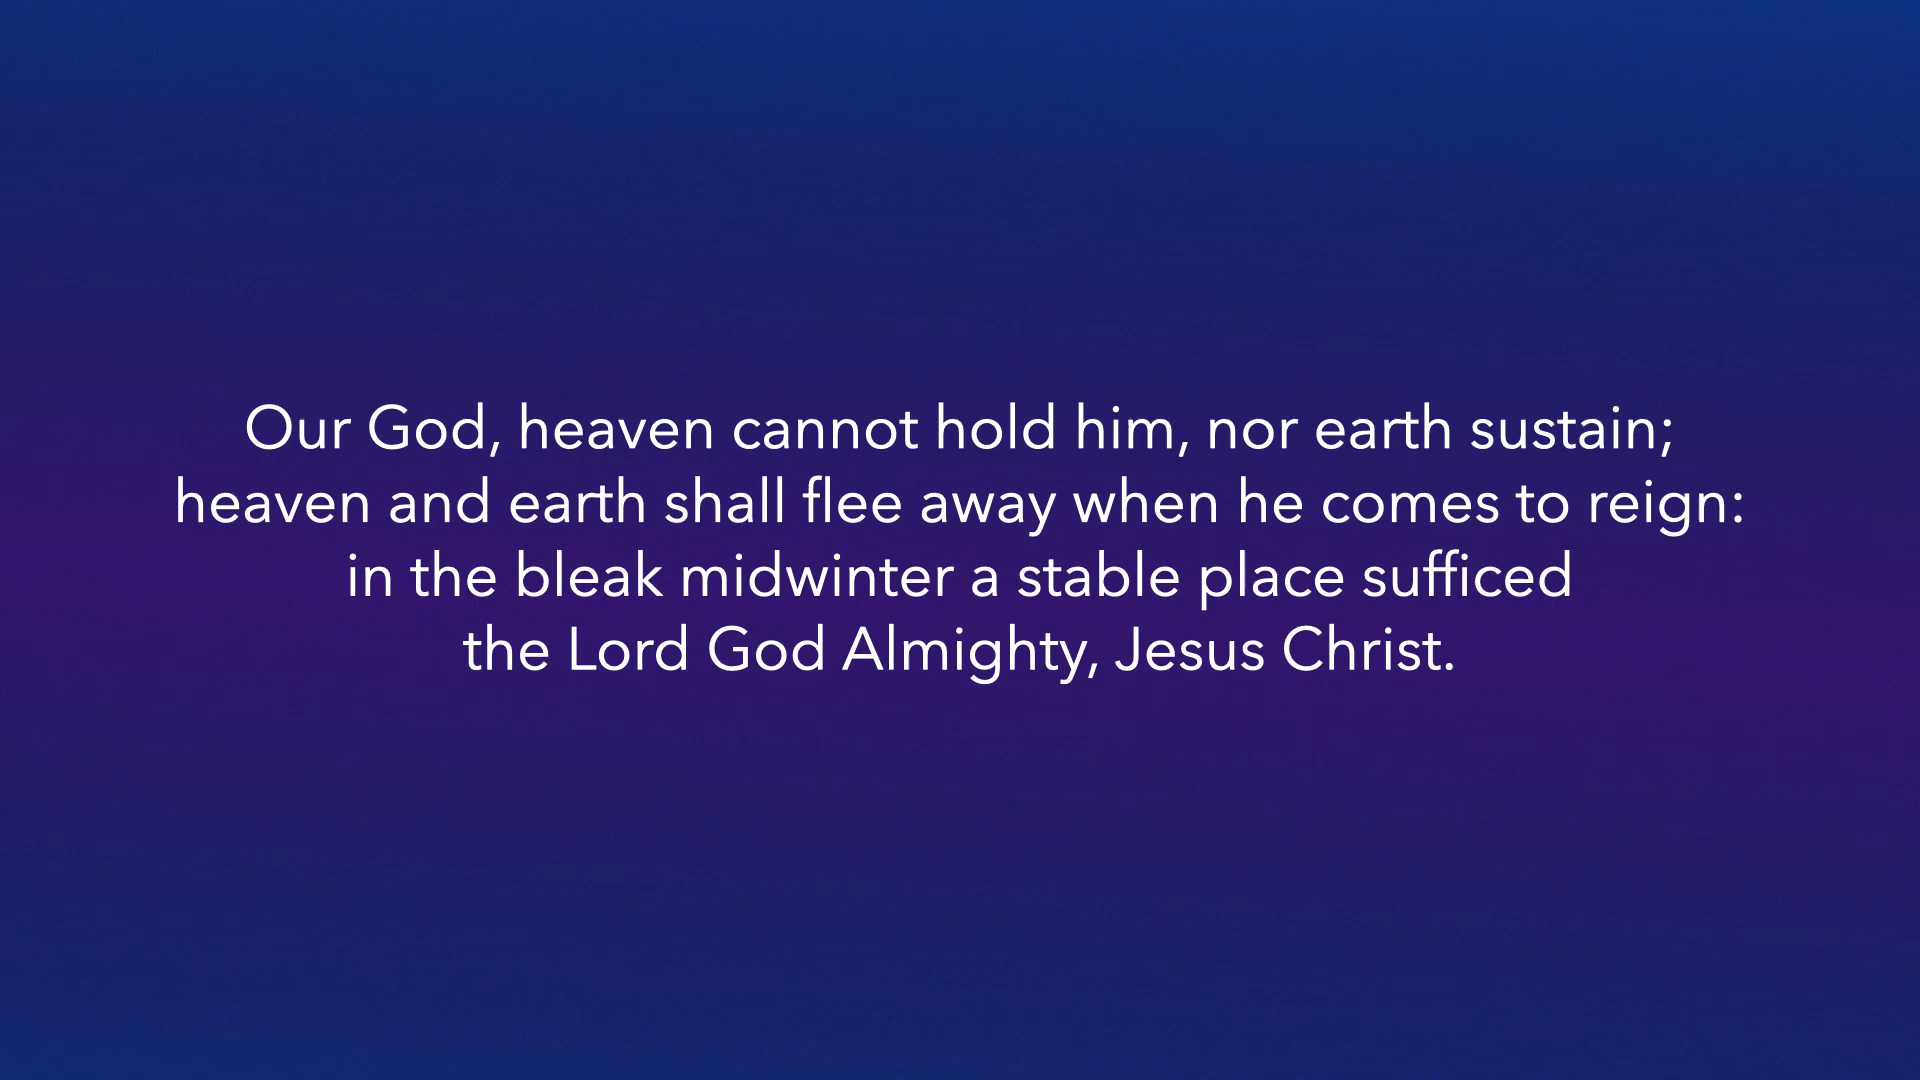 Our God, heaven cannot hold him, nor earth sustain;
heaven and earth shall flee away when he comes to reign:
in the bleak midwinter a stable place sufficed
the Lord God Almighty, Jesus Christ.